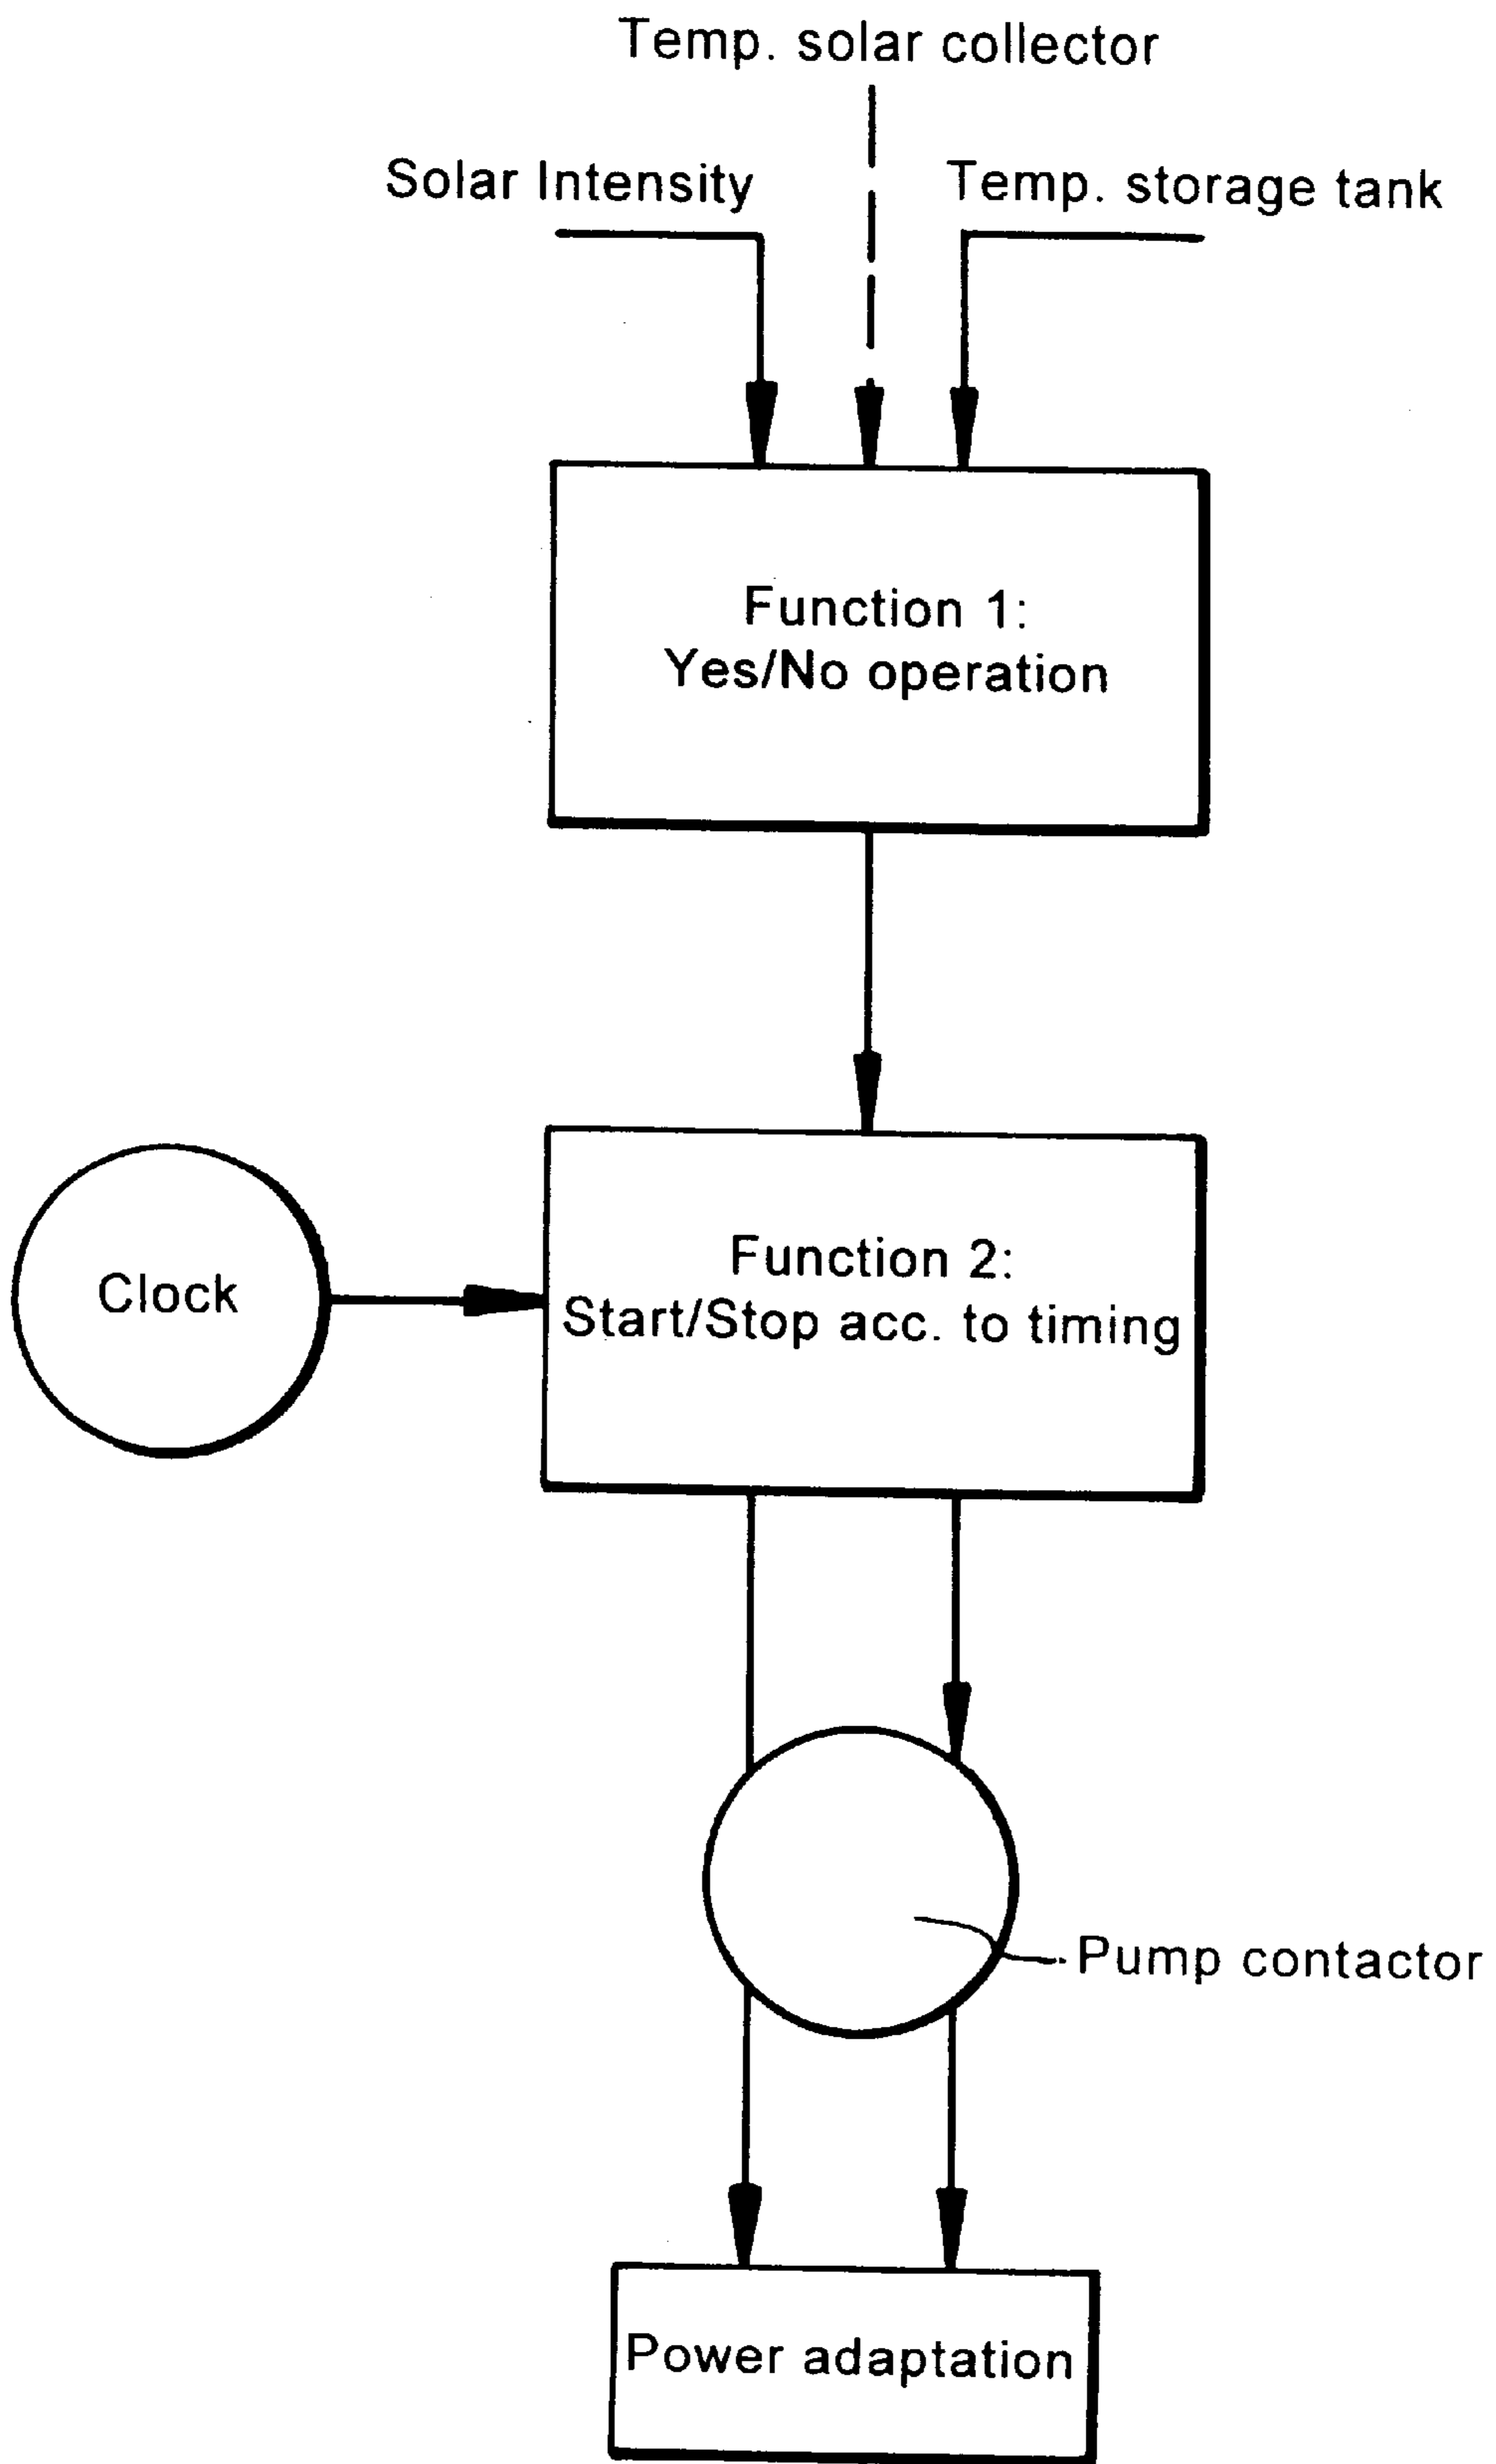 Temp. solar collector
Solar Intensity
Temp. storage tank
Function 1:
Yes/No operation
Clock
Function 2:
Start/Stop acc. to timing
Pump contactor
Power adaptation